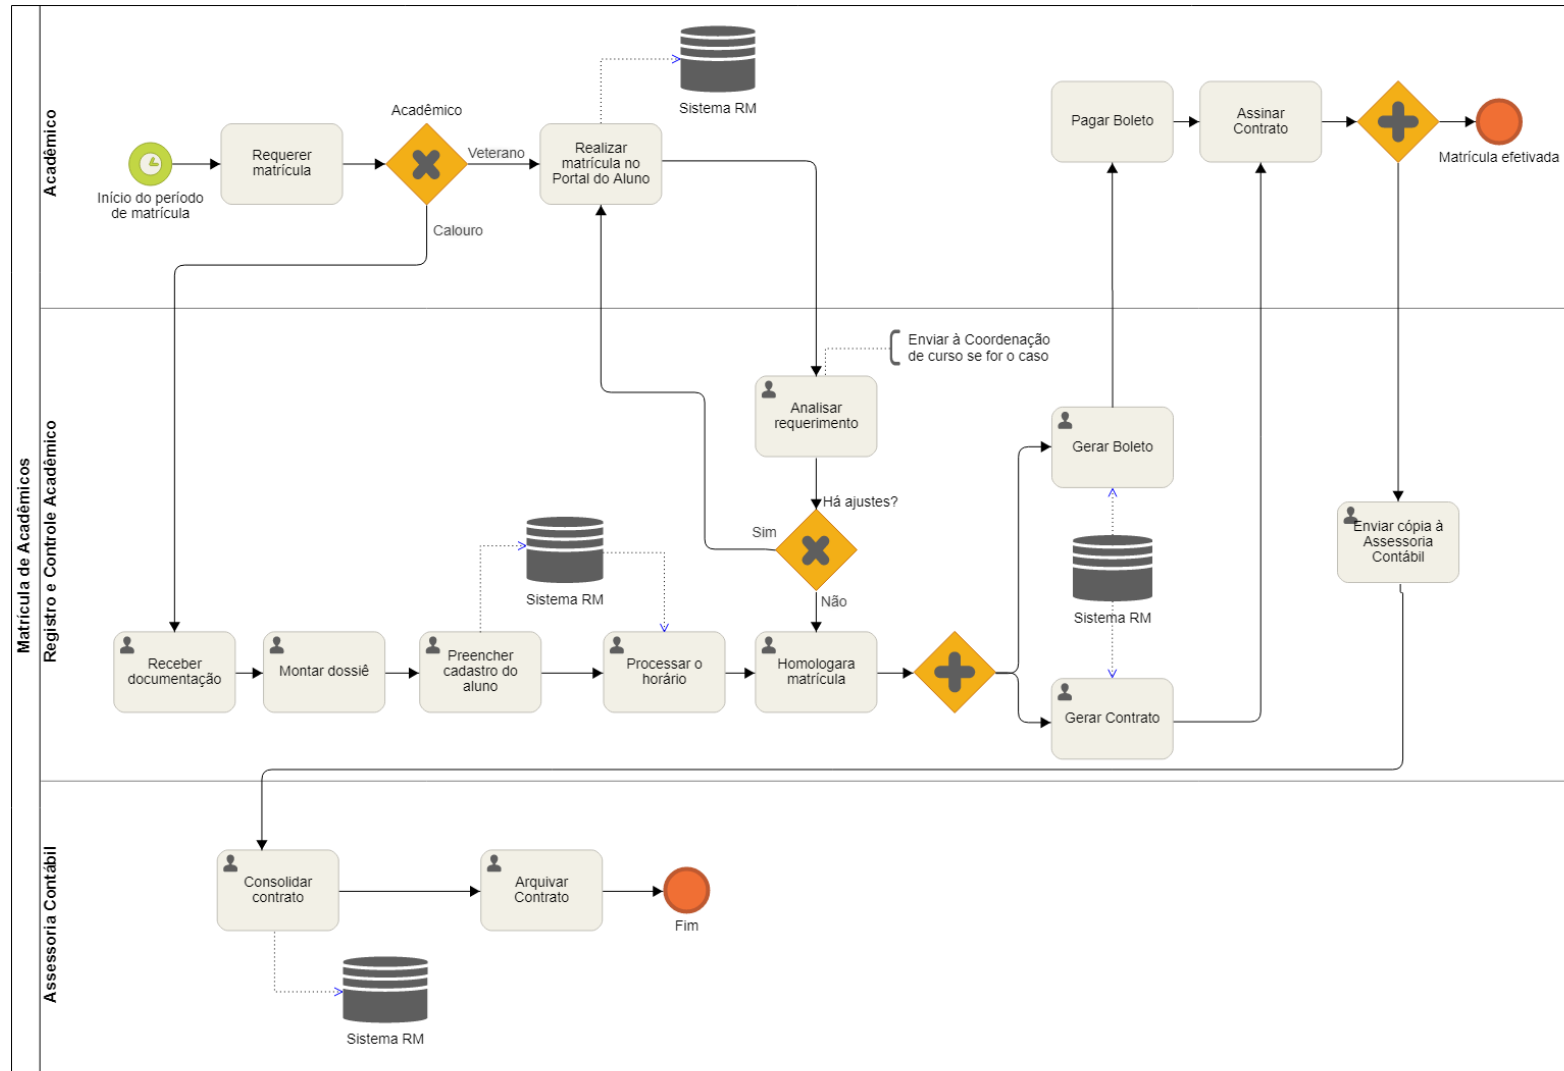 Matrícula de Acadêmicos
Acadêmico
Início do período
de matrícula
Requerer
matrícula
Acadêmico
Veterano
Calouro
Realizar
matrícula no
Portal do Aluno
Sistema RM
Pagar Boleto
Assinar
Contrato
Matrícula efetivada
Registro e Controle Acadêmico
Enviar à Coordenação
de curso se for o caso
Analisar
requerimento
Há ajustes?
Sim
Não
Gerar Boleto
Sistema RM
Gerar Contrato
Enviar cópia à
Assessoria
Contábil
Sistema RM
Receber
documentação
Montar dossiê
Preencher
cadastro do
aluno
Processar o
horário
Homologara
matrícula
Assessoria Contábil
Consolidar
contrato
Arquivar
Contrato
Fim
Sistema RM